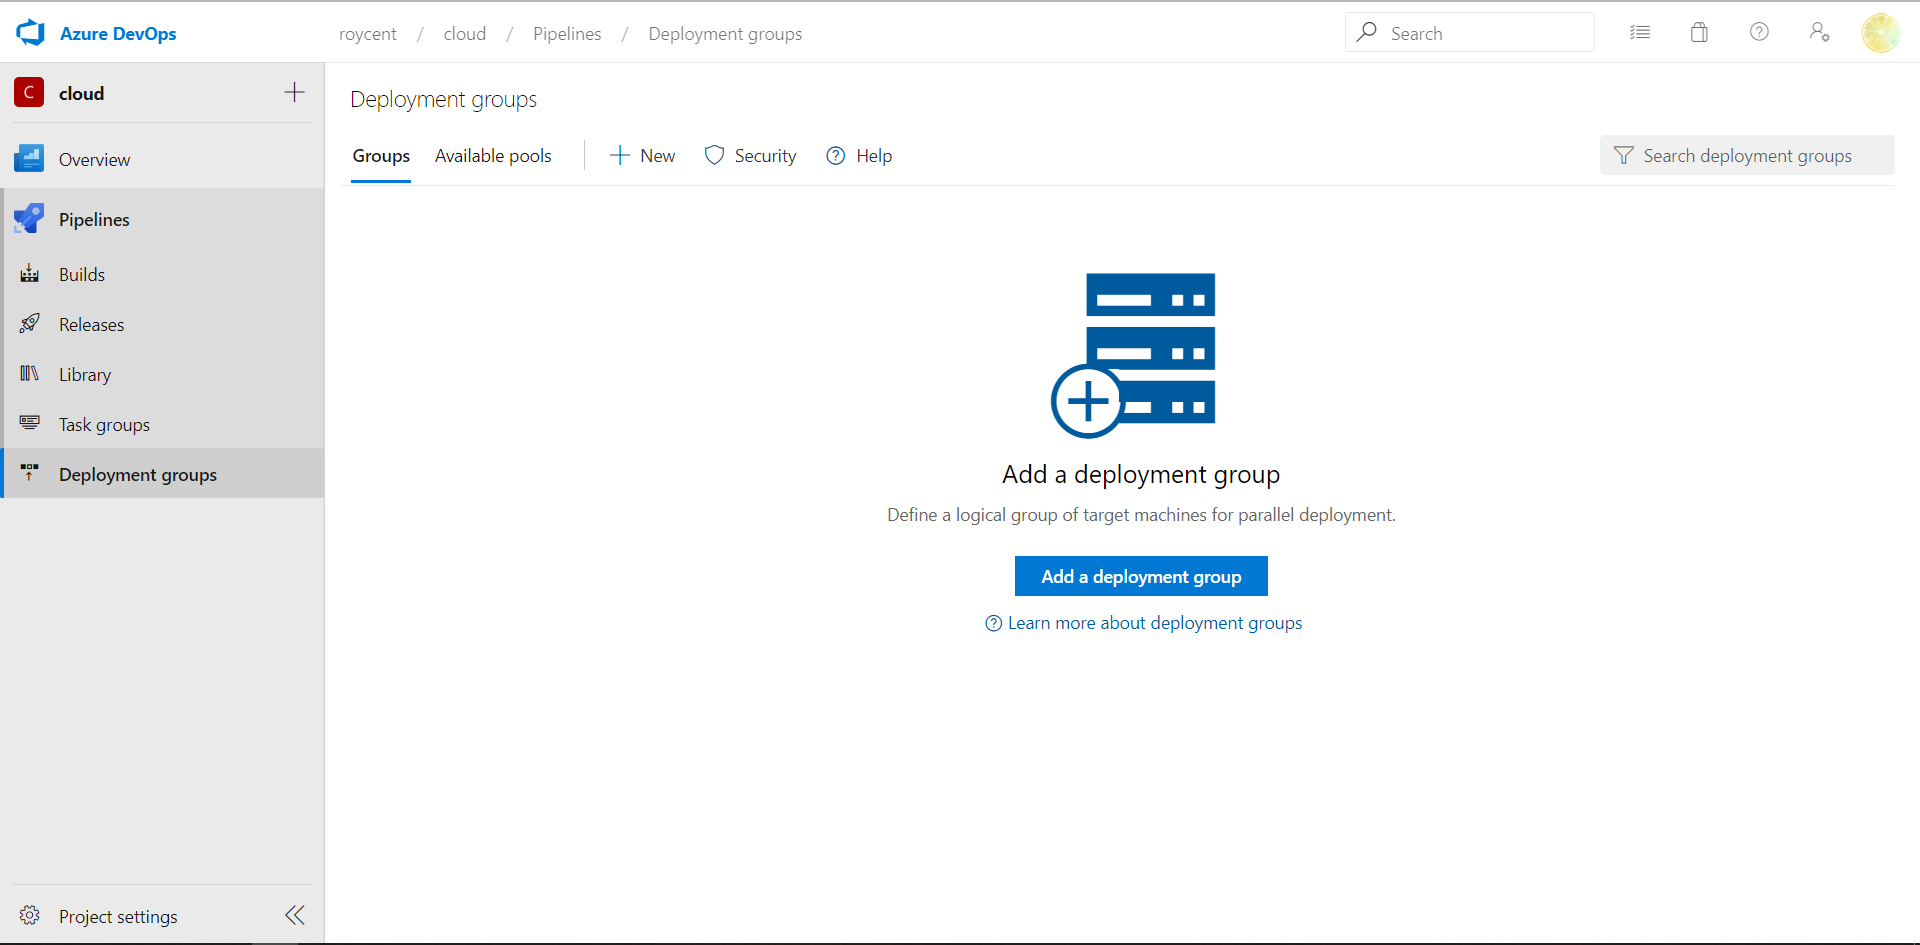 Azure DevOps
roycent / cloud / Pipelines / Deployment groups
Search
C cloud
Overview
Pipelines
Builds
Releases
Library
Task groups
Deployment groups
Project settings
Deployment groups
Groups Available pools New Security Help
Search deployment groups
Add a deployment group
Define a logical group of target machines for parallel deployment.
Add a deployment group
Learn more about deployment groups